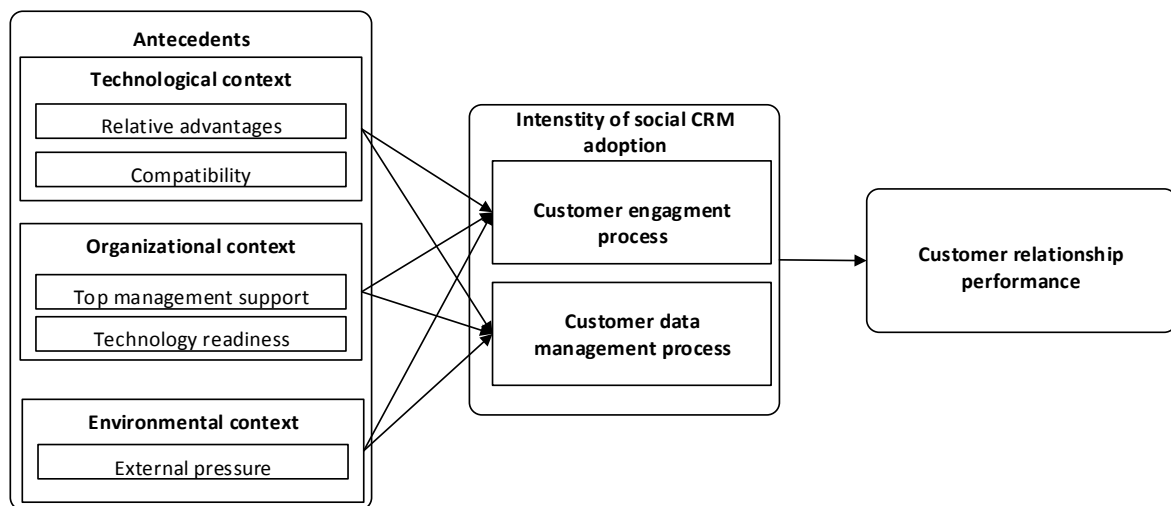 Antecedents
Technological context
Relative advantages
Compatibility
Organizational context
Top management support
Technology readiness
Environmental context
External pressure
Intenstity of social CRM
adoption
Customer engagment
process
Customer data
management process
Customer relationship
performance